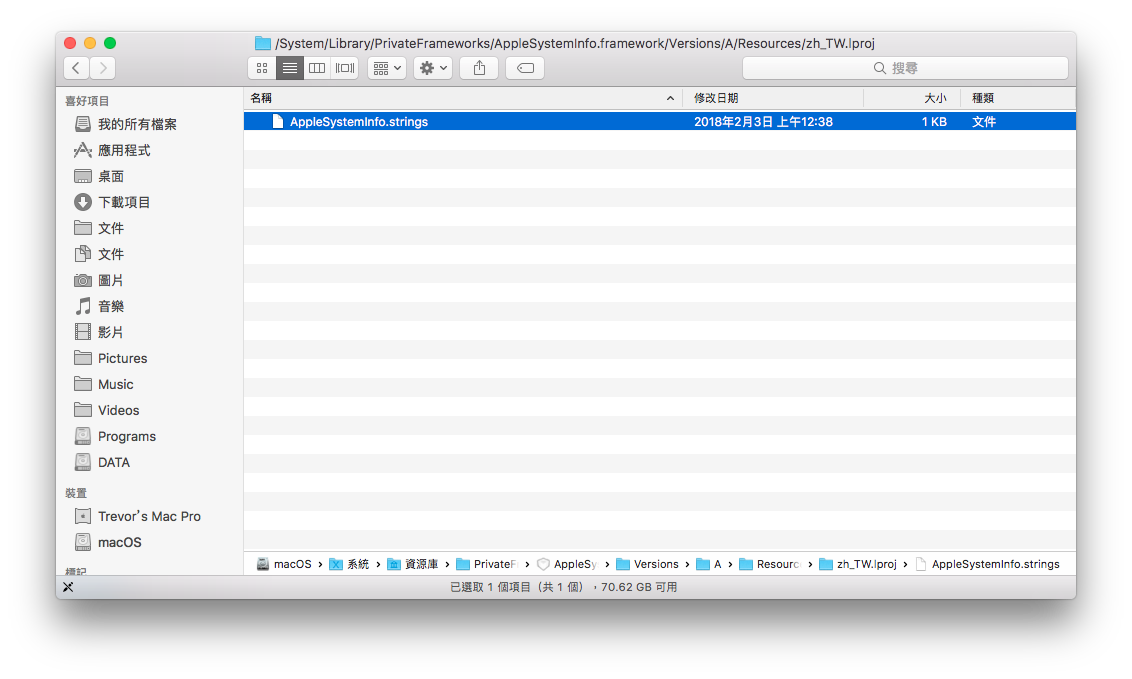 /System/Library/PrivateFrameworks/AppleSystemInfo.framework/Versions/A/Resources/zh_TW.lproj
搜尋
喜好項目
我的所有檔案
應用程式
桌面
下載項目
文件
文件
圖片
音樂
影片
Pictures
Music
Videos
Programs
DATA
裝置
Trevor's Mac Pro
macOS
標記
名稱 修改日期 大小 種類
AppleSystemInfo.strings 2018年2月3日 上午12:38 1 KB 文件
macOS › 系統 › 資源庫 › PrivateF › AppleSy › Versions › A › Resourc › zh_TW.lproj › AppleSystemInfo.strings
已選取 1 個項目（共 1 個），70.62 GB 可用